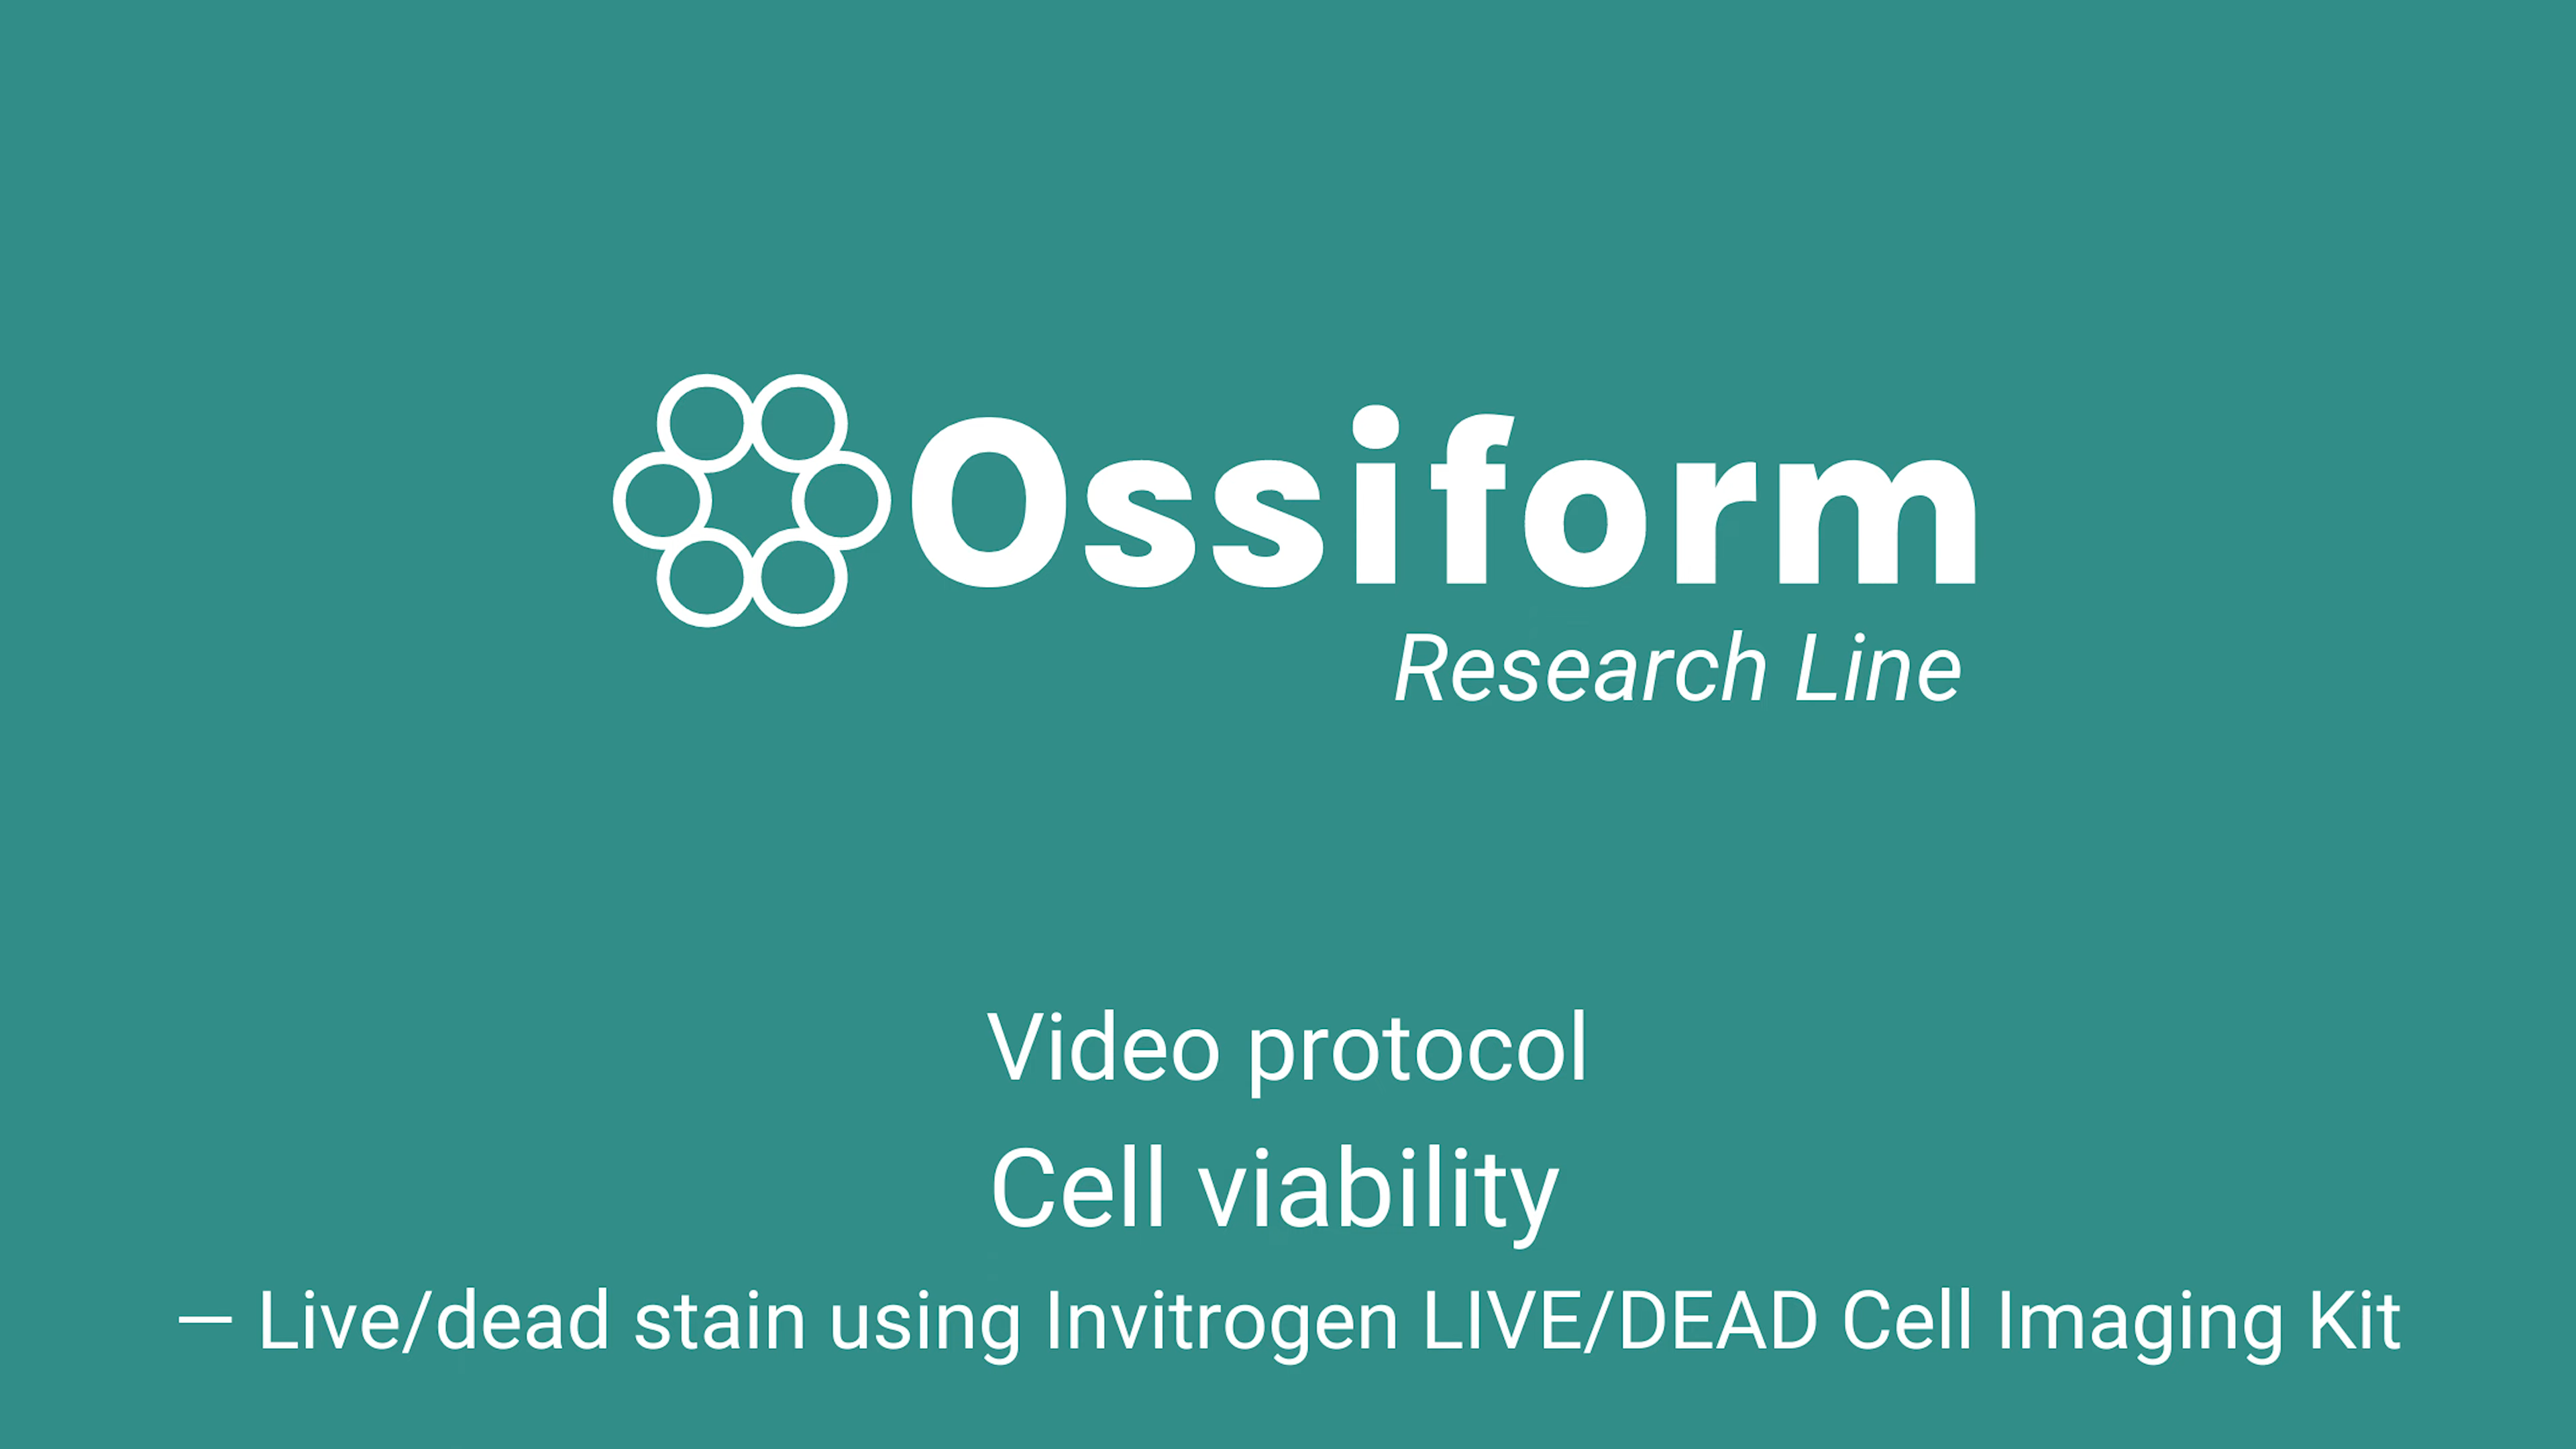 Ossiform
Research Line
Video protocol
Cell viability
— Live/dead stain using Invitrogen LIVE/DEAD Cell Imaging Kit